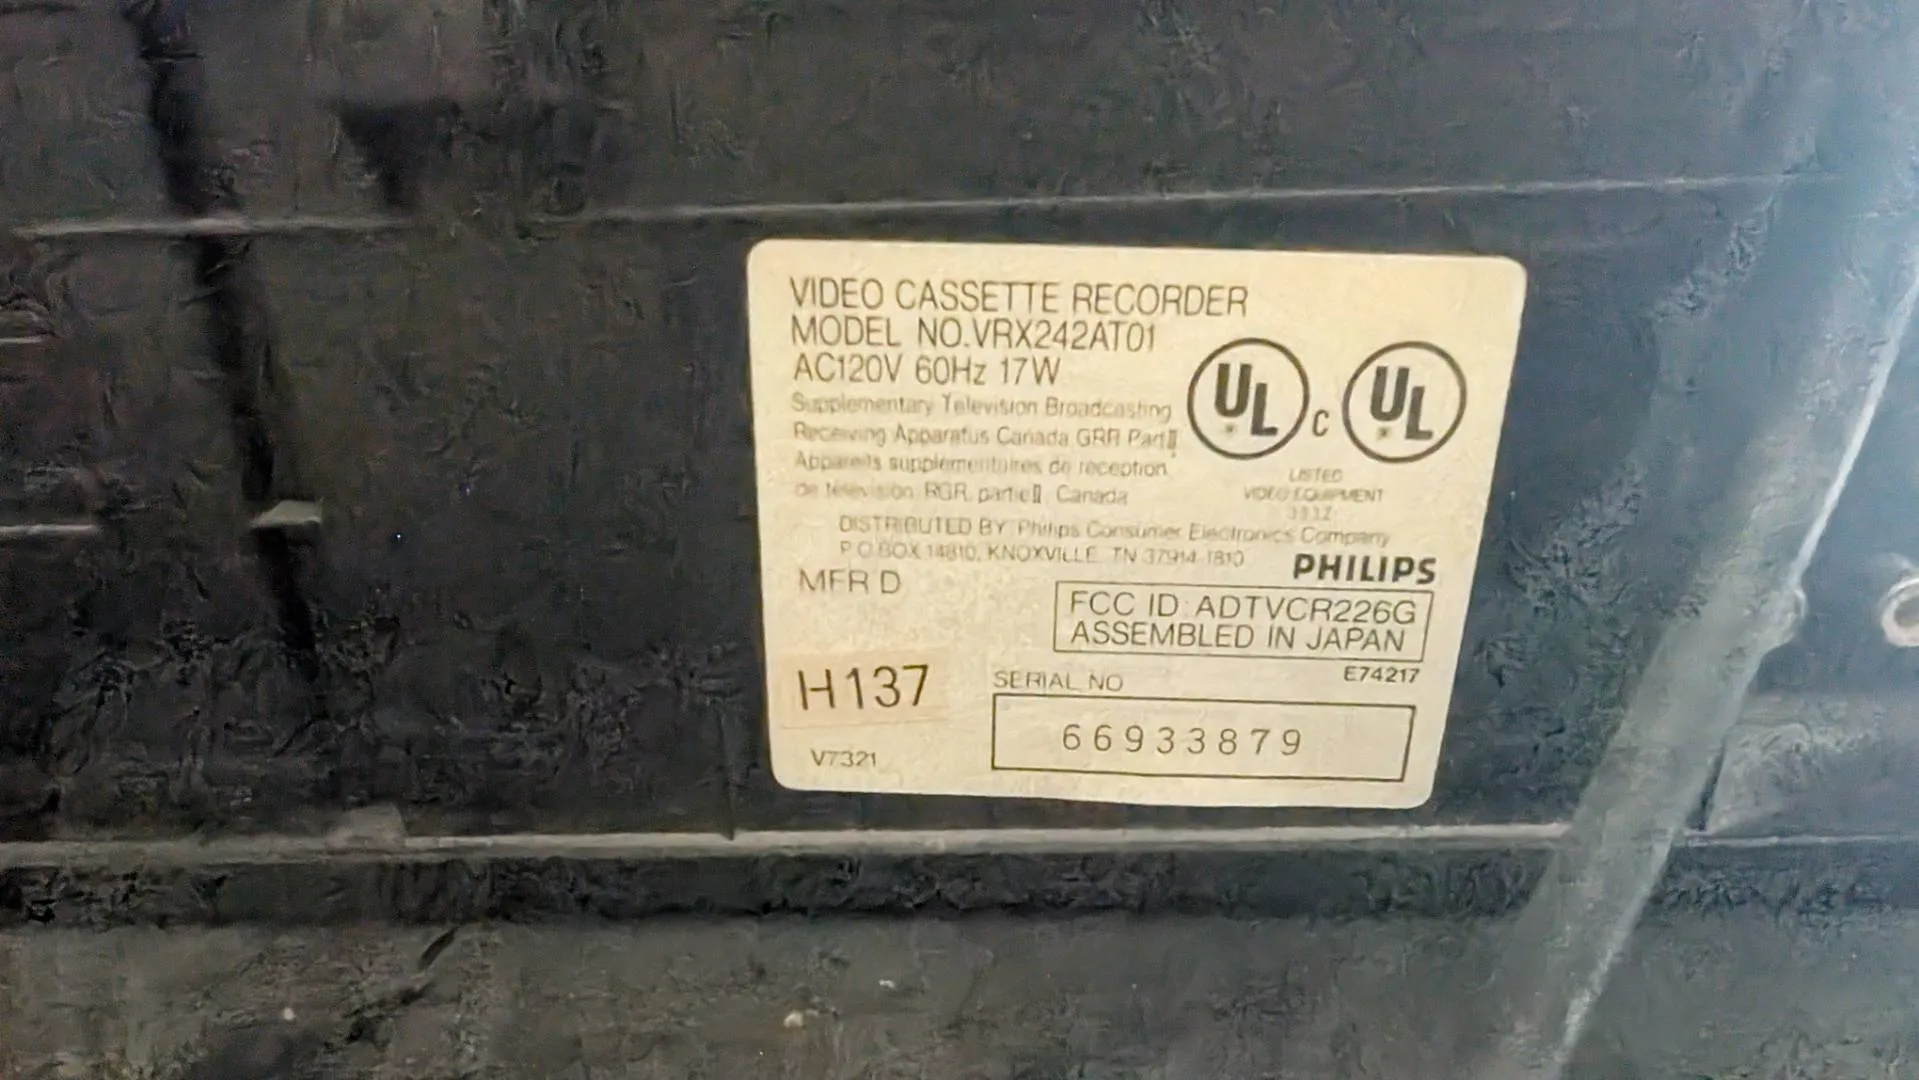 VIDEO CASSETTE RECORDER
MODEL NO.VRX242AT01
AC120V 60Hz 17W
Supplementary Television Broadcasting
Receiving Apparatus Canada GRR Part II
Appareils supplementaires de reception
de television RGR, partie II Canada
UL c UL
LISTED
VIDEO EQUIPMENT
DISTRIBUTED BY Philips Consumer Electronics Company
P.O.BOX 14810, KNOXVILLE, TN 37914-1810
PHILIPS
MFR D
FCC ID: ADTVCR226G
ASSEMBLED IN JAPAN
E74217
H137
SERIAL NO
66933879
V7321